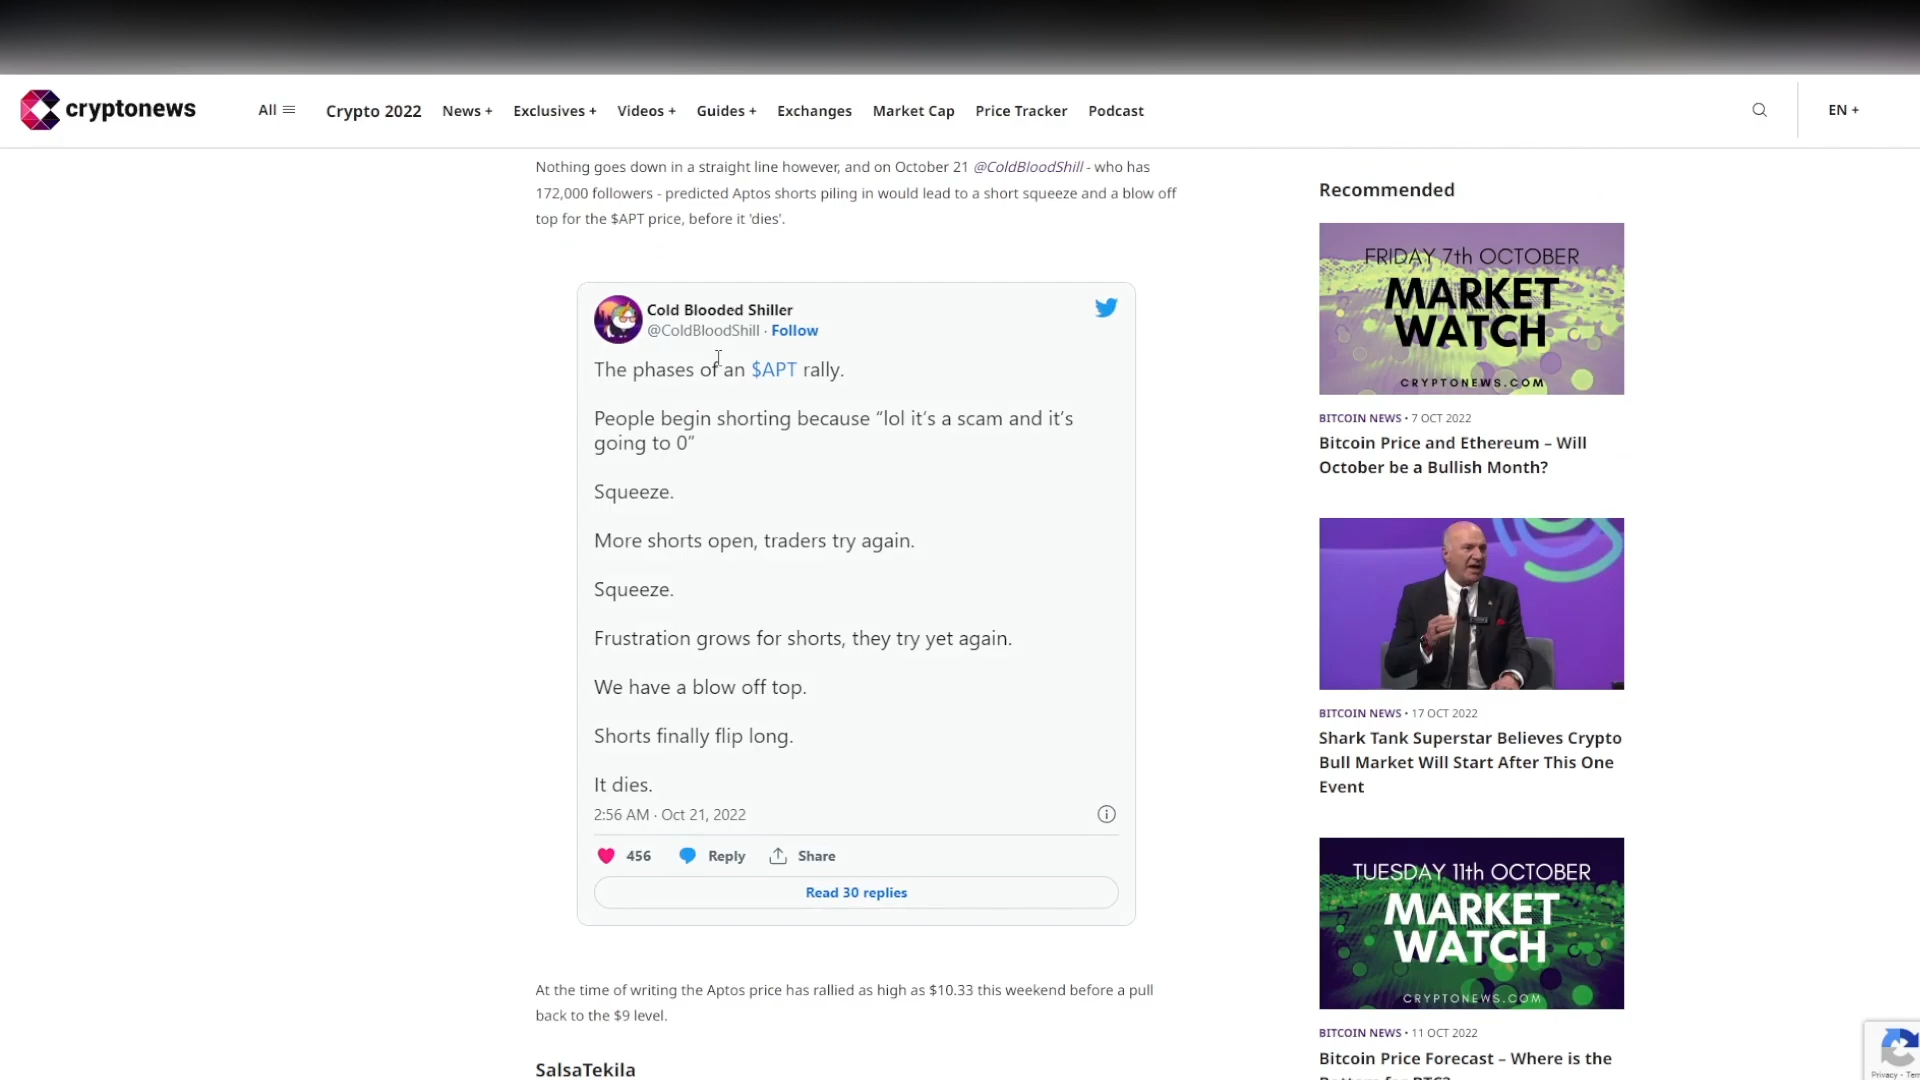 cryptonews
All
Crypto 2022
News +
Exclusives +
Videos +
Guides +
Exchanges
Market Cap
Price Tracker
Podcast
EN +
Nothing goes down in a straight line however, and on October 21 @ColdBloodShill - who has
172,000 followers - predicted Aptos shorts piling in would lead to a short squeeze and a blow off
top for the $APT price, before it 'dies'.
Cold Blooded Shiller
@ColdBloodShill · Follow
The phases of an $APT rally.
People begin shorting because “lol it’s a scam and it’s
going to 0”
Squeeze.
More shorts open, traders try again.
Squeeze.
Frustration grows for shorts, they try yet again.
We have a blow off top.
Shorts finally flip long.
It dies.
2:56 AM · Oct 21, 2022
456
Reply
Share
Read 30 replies
At the time of writing the Aptos price has rallied as high as $10.33 this weekend before a pull
back to the $9 level.
SalsaTekila
Recommended
FRIDAY 7th OCTOBER
MARKET
WATCH
CRYPTONEWS.COM
BITCOIN NEWS • 7 OCT 2022
Bitcoin Price and Ethereum – Will
October be a Bullish Month?
BITCOIN NEWS • 17 OCT 2022
Shark Tank Superstar Believes Crypto
Bull Market Will Start After This One
Event
TUESDAY 11th OCTOBER
MARKET
WATCH
CRYPTONEWS.COM
BITCOIN NEWS • 11 OCT 2022
Bitcoin Price Forecast – Where is the
Privacy